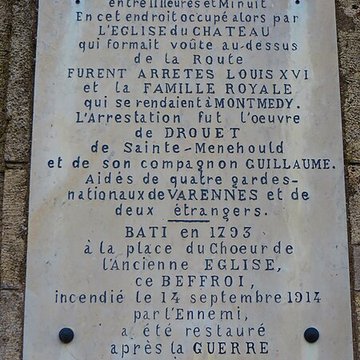 entre 11 Heures et Minuit
En cet endroit occupé alors par
L'EGLISE du CHATEAU
qui formait voûte au-dessus
de la Route
FURENT ARRETES LOUIS XVI
et la FAMILLE ROYALE
qui se rendaient à MONTMEDY.
L'Arrestation fut l'oeuvre
de DROUET
de Sainte-Menehould
et de son compagnon GUILLAUME.
Aidés de quatre gardes-
nationaux de VARENNES et de
deux étrangers.
BATI en 1793
à la place du Choeur de
l'Ancienne EGLISE,
ce BEFFROI,
incendié le 14 septembre 1914
par l'Ennemi,
a été restauré
après la GUERRE